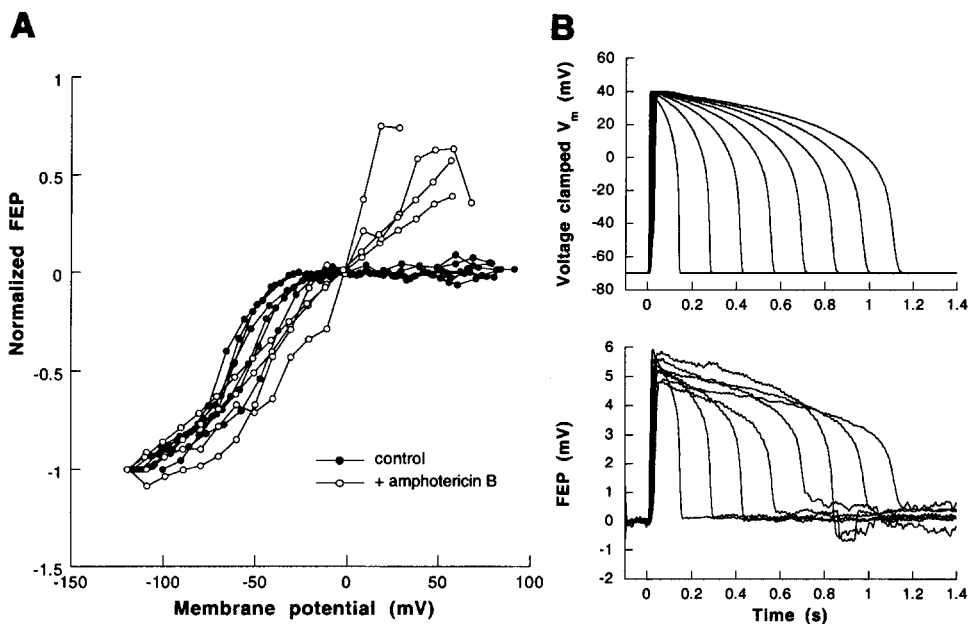 A
Normalized FEP
1
0.5
0
-0.5
-1
-1.5
control
+ amphotericin B
-150 -100 -50 0 50 100
Membrane potential (mV)
B
Voltage clamped Vm (mV)
60
40
20
0
-20
-40
-60
-80
0 0.2 0.4 0.6 0.8 1 1.2 1.4
FEP (mV)
6
5
4
3
2
1
0
-1
-2
0 0.2 0.4 0.6 0.8 1 1.2 1.4
Time (s)